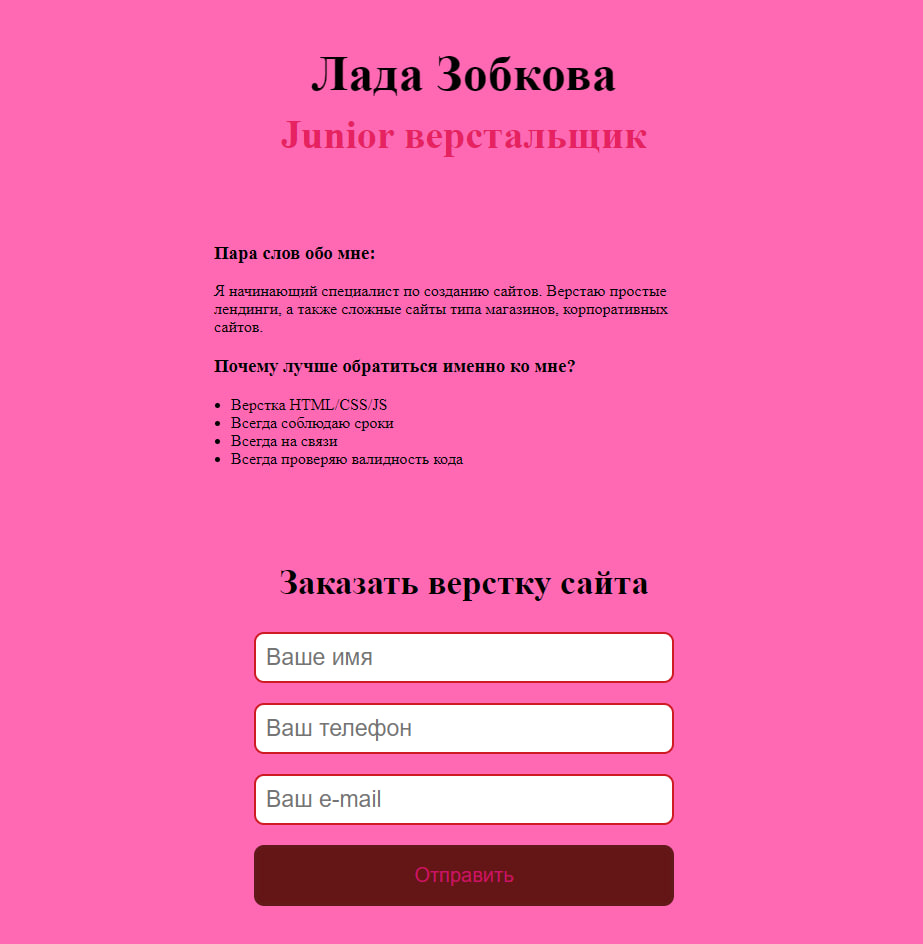 Лада Зобкова
Junior верстальщик
Пара слов обо мне:
Я начинающий специалист по созданию сайтов. Верстаю простые
лендинги, а также сложные сайты типа магазинов, корпоративных
сайтов.
Почему лучше обратиться именно ко мне?
• Верстка HTML/CSS/JS
• Всегда соблюдаю сроки
• Всегда на связи
• Всегда проверяю валидность кода
Заказать верстку сайта
Ваше имя
Ваш телефон
Ваш e-mail
Отправить